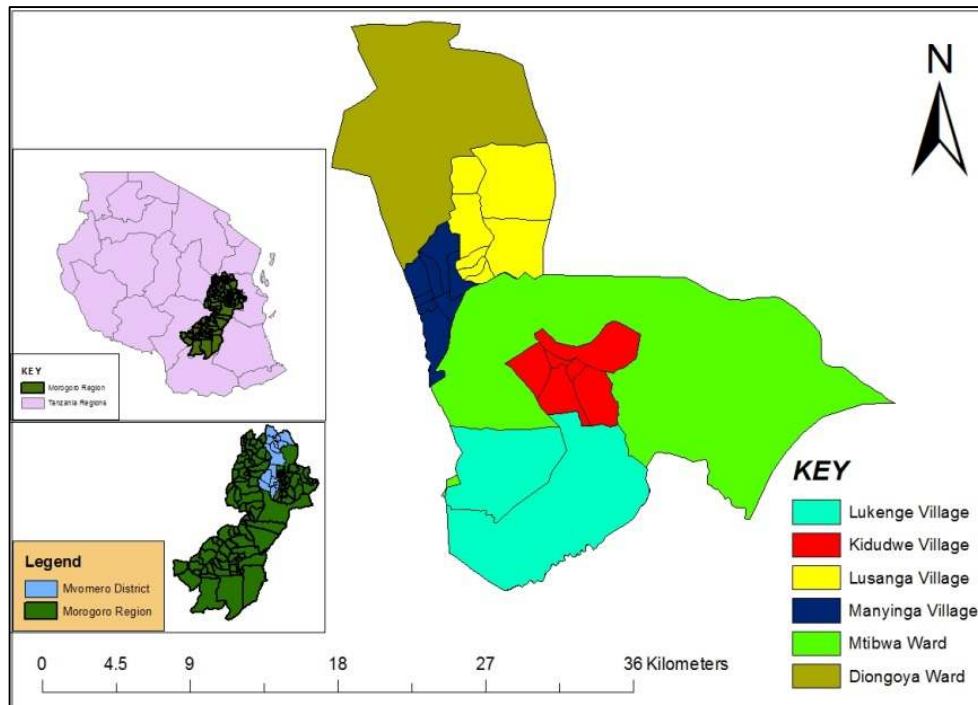 N
KEY
Morogoro Region
Tanzania Regions
Legend
Mvomero District
Morogoro Region
KEY
Lukenge Village
Kidudwe Village
Lusanga Village
Manyinga Village
Mtibwa Ward
Diongoya Ward
0 4.5 9 18 27 36 Kilometers